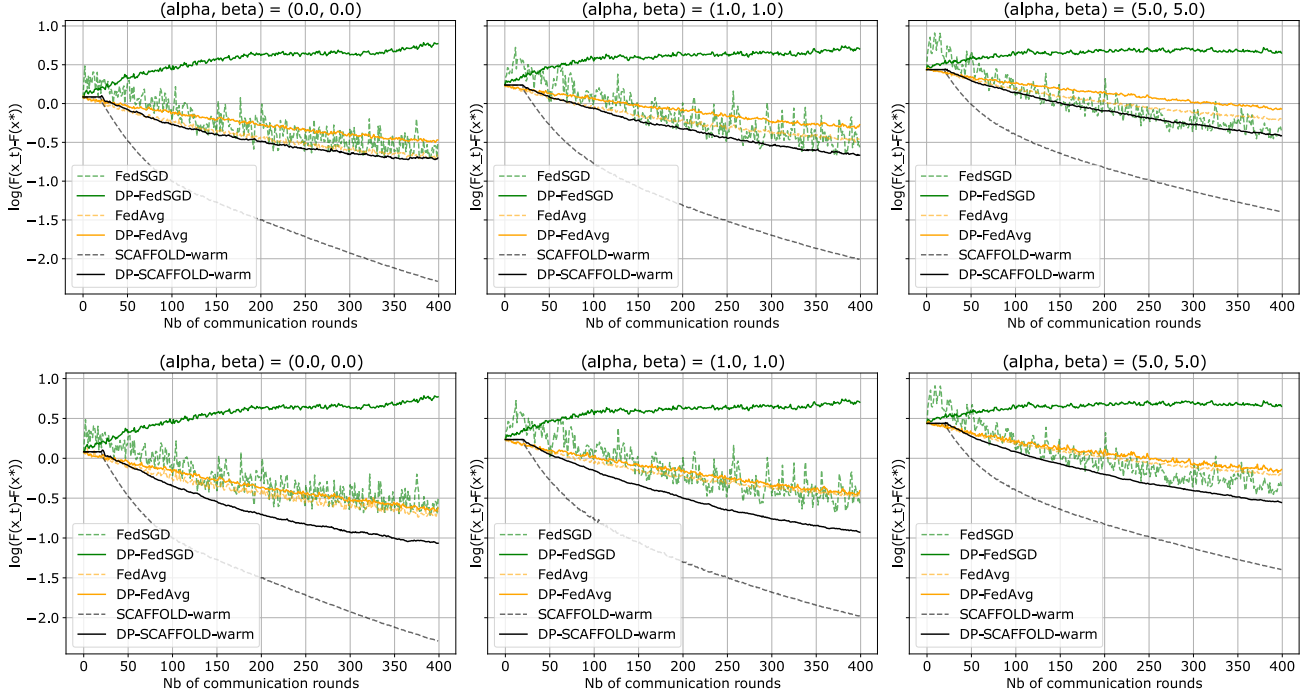 (alpha, beta) = (0.0, 0.0)
(alpha, beta) = (1.0, 1.0)
(alpha, beta) = (5.0, 5.0)
log(F(x_t)-F(x*))
1.0
0.5
0.0
−0.5
−1.0
−1.5
−2.0
FedSGD
DP-FedSGD
FedAvg
DP-FedAvg
SCAFFOLD-warm
DP-SCAFFOLD-warm
0 50 100 150 200 250 300 350 400
Nb of communication rounds
log(F(x_t)-F(x*))
FedSGD
DP-FedSGD
FedAvg
DP-FedAvg
SCAFFOLD-warm
DP-SCAFFOLD-warm
0 50 100 150 200 250 300 350 400
Nb of communication rounds
log(F(x_t)-F(x*))
FedSGD
DP-FedSGD
FedAvg
DP-FedAvg
SCAFFOLD-warm
DP-SCAFFOLD-warm
0 50 100 150 200 250 300 350 400
Nb of communication rounds
(alpha, beta) = (0.0, 0.0)
(alpha, beta) = (1.0, 1.0)
(alpha, beta) = (5.0, 5.0)
log(F(x_t)-F(x*))
1.0
0.5
0.0
−0.5
−1.0
−1.5
−2.0
FedSGD
DP-FedSGD
FedAvg
DP-FedAvg
SCAFFOLD-warm
DP-SCAFFOLD-warm
0 50 100 150 200 250 300 350 400
Nb of communication rounds
log(F(x_t)-F(x*))
FedSGD
DP-FedSGD
FedAvg
DP-FedAvg
SCAFFOLD-warm
DP-SCAFFOLD-warm
0 50 100 150 200 250 300 350 400
Nb of communication rounds
log(F(x_t)-F(x*))
FedSGD
DP-FedSGD
FedAvg
DP-FedAvg
SCAFFOLD-warm
DP-SCAFFOLD-warm
0 50 100 150 200 250 300 350 400
Nb of communication rounds